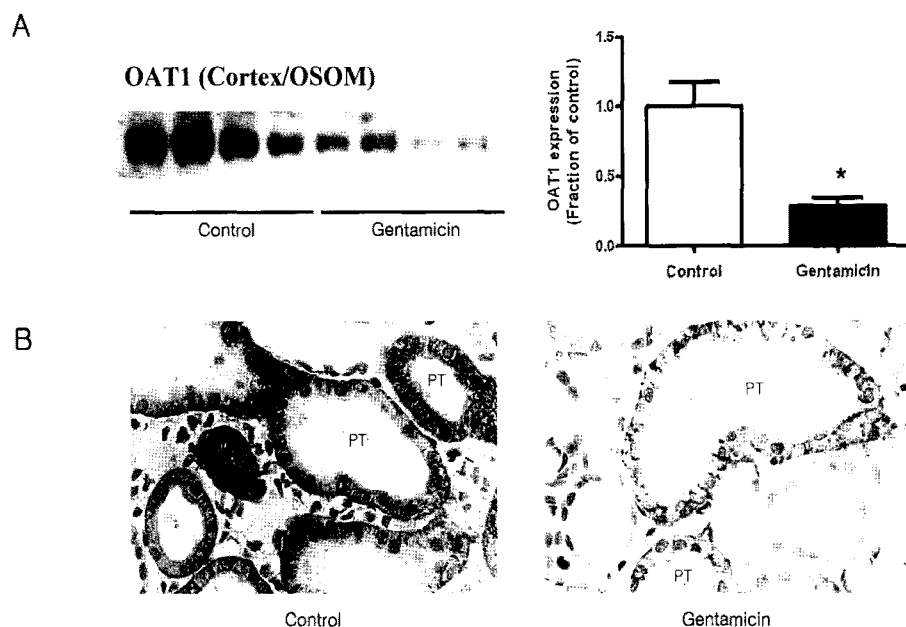 A
OAT1 (Cortex/OSOM)
Control
Gentamicin
OAT1 expression
(Fraction of control)
1.5
1.0
0.5
0.0
*
Control
Gentamicin
B
PT
PT
PT
PT
Control
Gentamicin